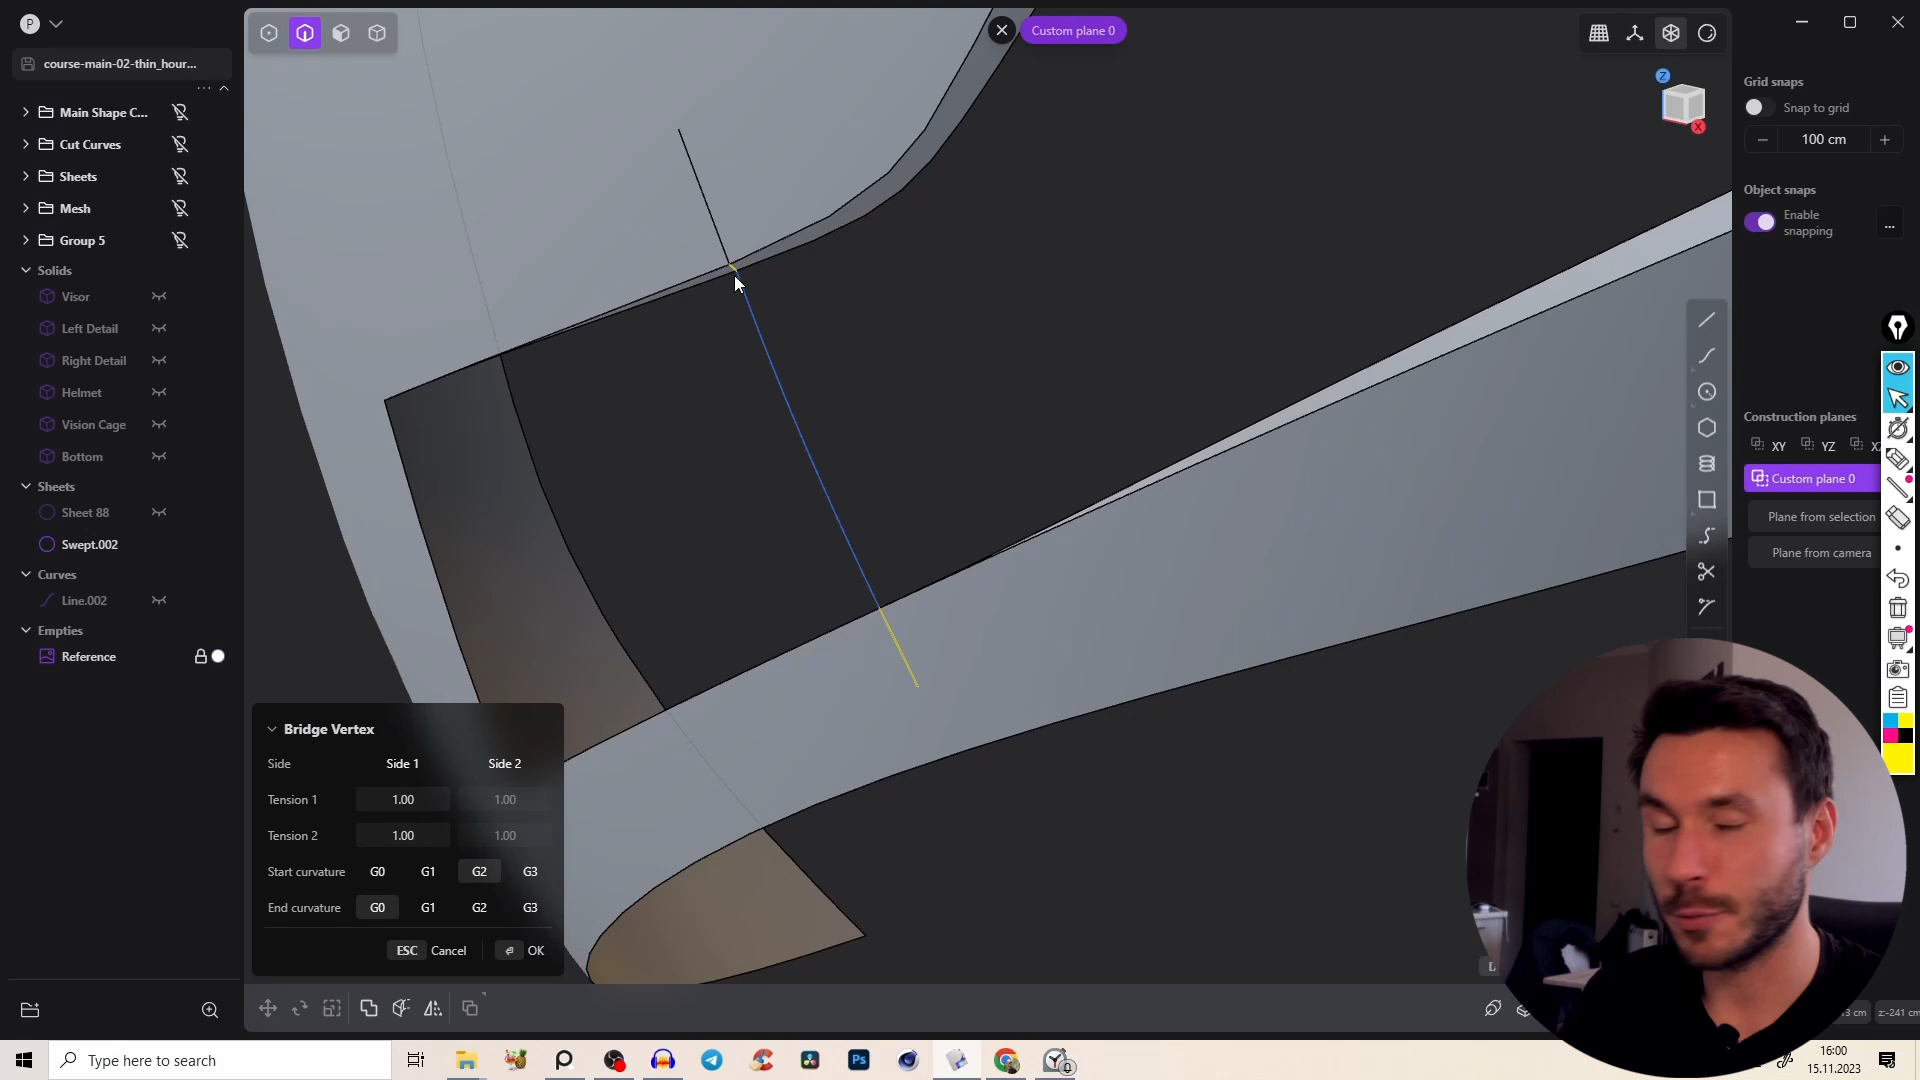 P
course-main-02-thin_hour...
Custom plane 0
Main Shape C...
Cut Curves
Sheets
Mesh
Group 5
Solids
Visor
Left Detail
Right Detail
Helmet
Vision Cage
Bottom
Sheets
Sheet 88
Swept.002
Curves
Line.002
Empties
Reference
Bridge Vertex
Side Side 1 Side 2
Tension 1 1.00 1.00
Tension 2 1.00 1.00
Start curvature G0 G1 G2 G3
End curvature G0 G1 G2 G3
ESC Cancel OK
Z
X
Grid snaps
Snap to grid
100 cm
Object snaps
Enable
snapping
...
Construction planes
XY YZ
Custom plane 0
Plane from selection
Plane from camera
L
3 cm z:-241 cm
Type here to search
Ps
16:00
15.11.2023